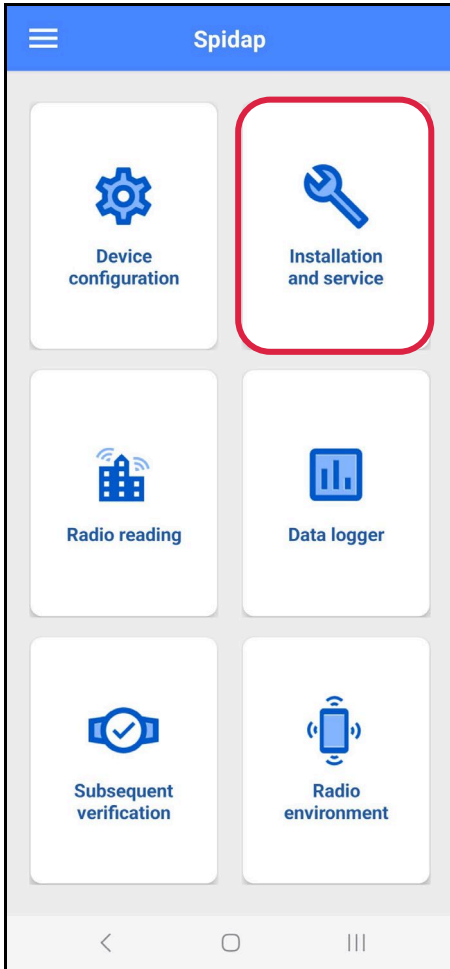 Spidap
Device
configuration
Installation
and service
Radio reading
Data logger
Subsequent
verification
Radio
environment